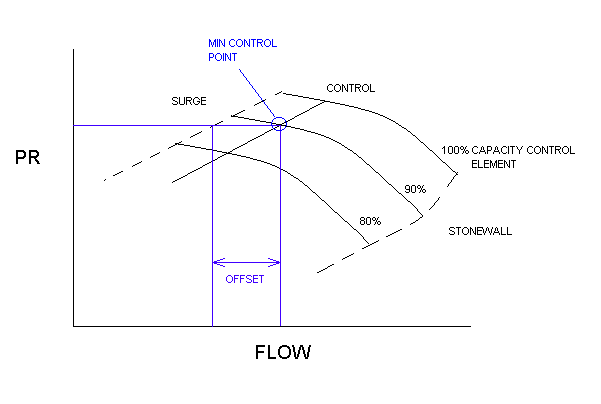 MIN CONTROL
POINT
CONTROL
SURGE
PR
100% CAPACITY CONTROL
ELEMENT
90%
80%
STONEWALL
OFFSET
FLOW